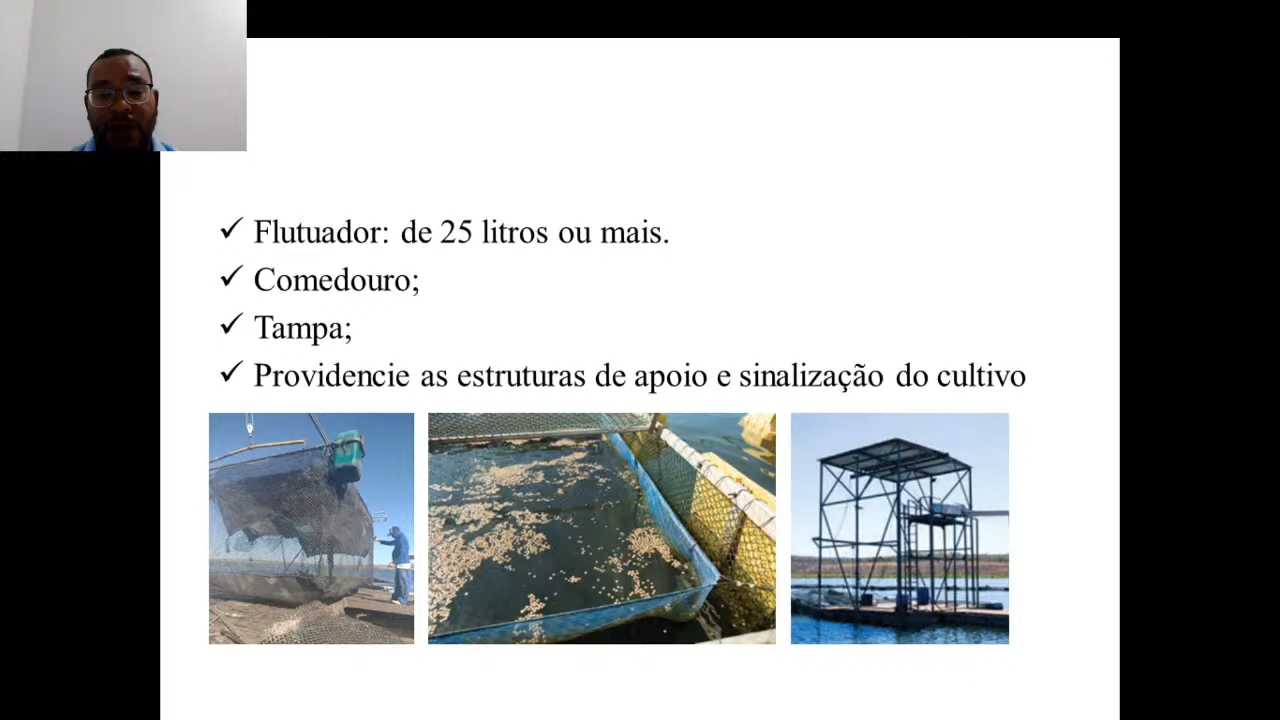 ✓ Flutuador: de 25 litros ou mais.
✓ Comedouro;
✓ Tampa;
✓ Providencie as estruturas de apoio e sinalização do cultivo